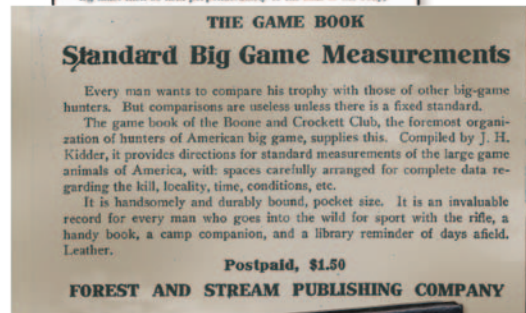 THE GAME BOOK
Standard Big Game Measurements
Every man wants to compare his trophy with those of other big-game
hunters. But comparisons are useless unless there is a fixed standard.
The game book of the Boone and Crockett Club, the foremost organi-
zation of hunters of American big game, supplies this. Compiled by J. H.
Kidder, it provides directions for standard measurements of the large game
animals of America, with spaces carefully arranged for complete data re-
garding the kill, locality, time, conditions, etc.
It is handsomely and durably bound, pocket size. It is an invaluable
record for every man who goes into the wild for sport with the rifle, a
handy book, a camp companion, and a library reminder of days afield.
Leather.
Postpaid, $1.50
FOREST AND STREAM PUBLISHING COMPANY